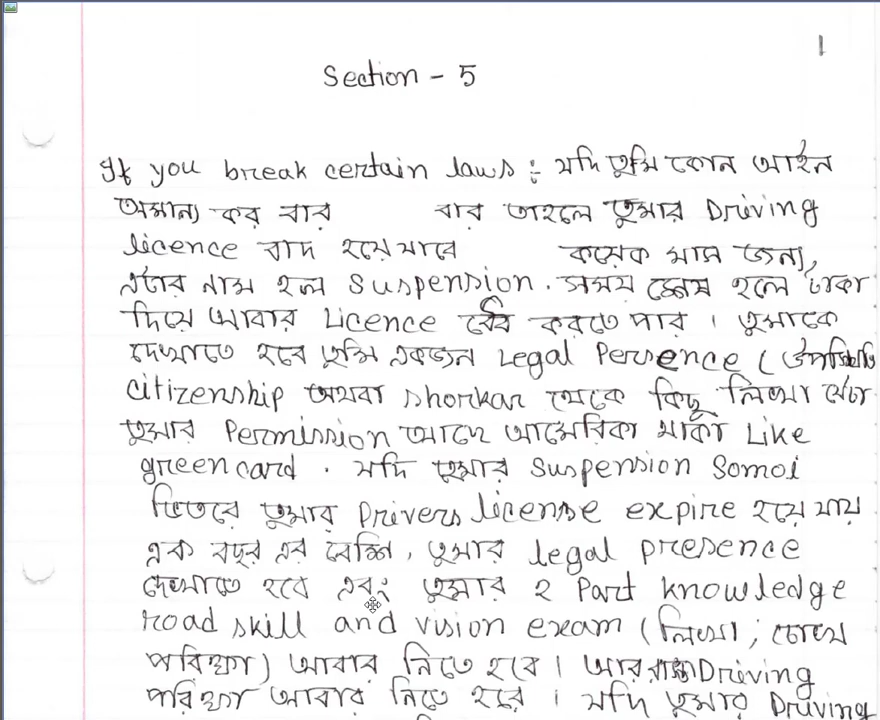 1
Section - 5
If you break certain laws : যদি তুমি কোন আইন
অমান্য কর বার বার তাহলে তুমার Driving
licence বাদ হয়ে যাবে কয়েক মাস জন্য,
এটার নাম হল Suspension. সময় শেষ হলে টাকা
দিয়ে আবার Licence বৈধ করতে পার । তুমাকে
দেখাতে হবে তুমি একজন Legal Persence (
citizenship অথবা Shorkar থেকে কিছু লিখা যেটা
তুমার Permission আছে আমেরিকা থাকা Like
green card . যদি তুমার Suspension Somoi
ভিতরে তুমার Drivers license expire হয়ে যায়
এক বছর এর বেশি, তুমার legal presence
দেখাতে হবে এবং তুমার 2 Part knowledge
road skill and vision exam (লিখা, চোখে
পরিক্ষা) আবার নিতে হবে । আর Driving
পরিক্ষা আবার নিতে হবে । যদি তুমার Driving